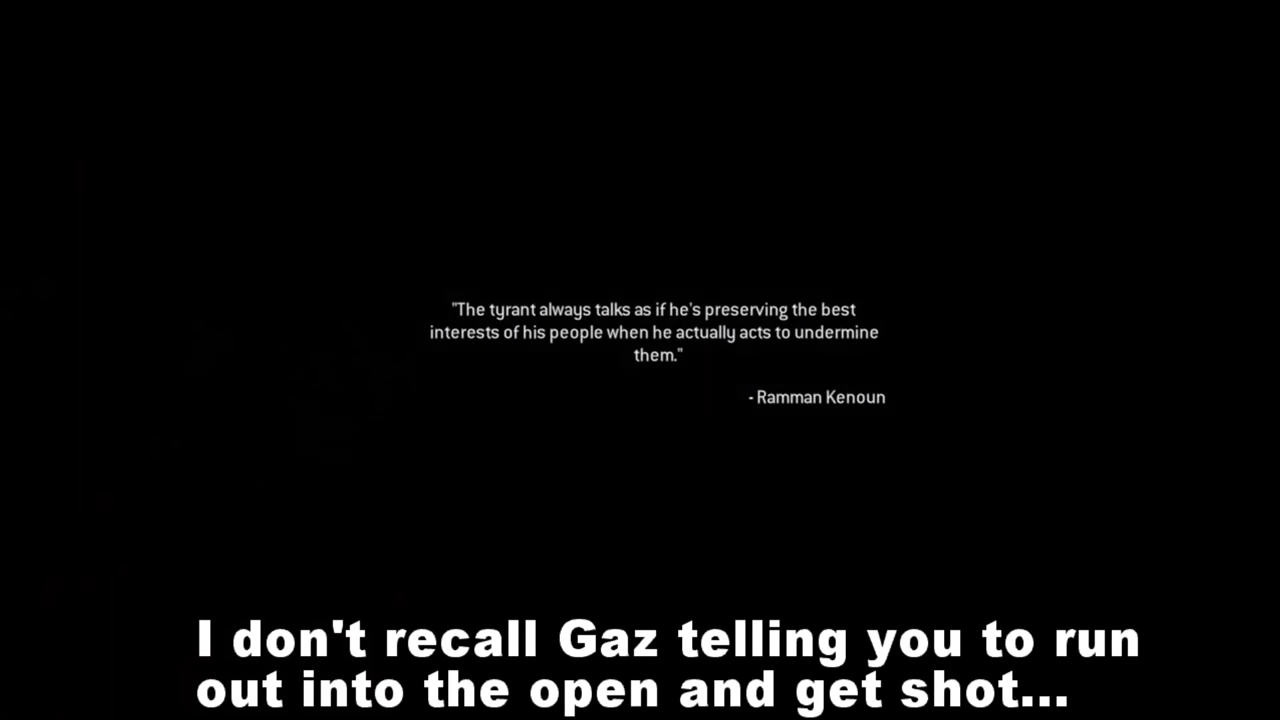 "The tyrant always talks as if he's preserving the best
interests of his people when he actually acts to undermine
them."
- Ramman Kenoun
I don't recall Gaz telling you to run
out into the open and get shot...